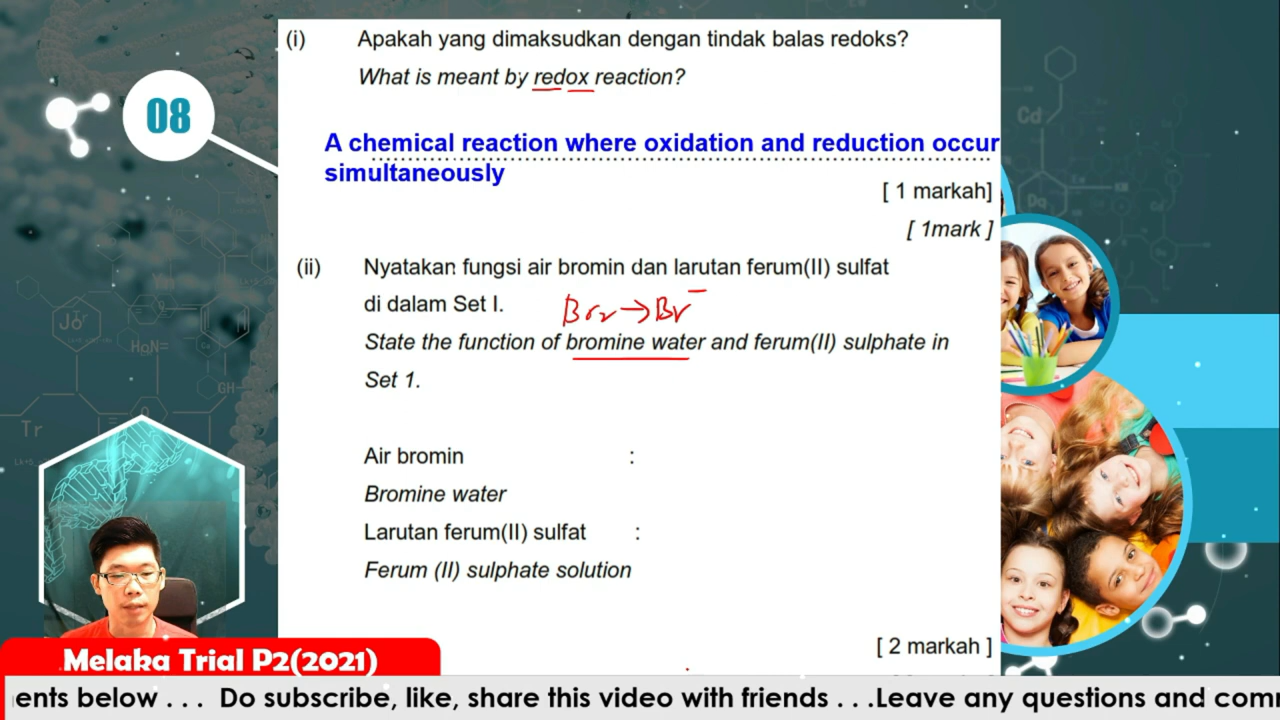 (i) Apakah yang dimaksudkan dengan tindak balas redoks?
What is meant by redox reaction?
08
A chemical reaction where oxidation and reduction occur
simultaneously
[ 1 markah]
[ 1mark ]
(ii) Nyatakan fungsi air bromin dan larutan ferum(II) sulfat
di dalam Set I.
Br₂ → Br⁻
State the function of bromine water and ferum(II) sulphate in
Set 1.
Air bromin :
Bromine water
Larutan ferum(II) sulfat :
Ferum (II) sulphate solution
[ 2 markah ]
Melaka Trial P2(2021)
ents below . . . Do subscribe, like, share this video with friends . . .Leave any questions and com
Cd
HoN=
GH
Tr